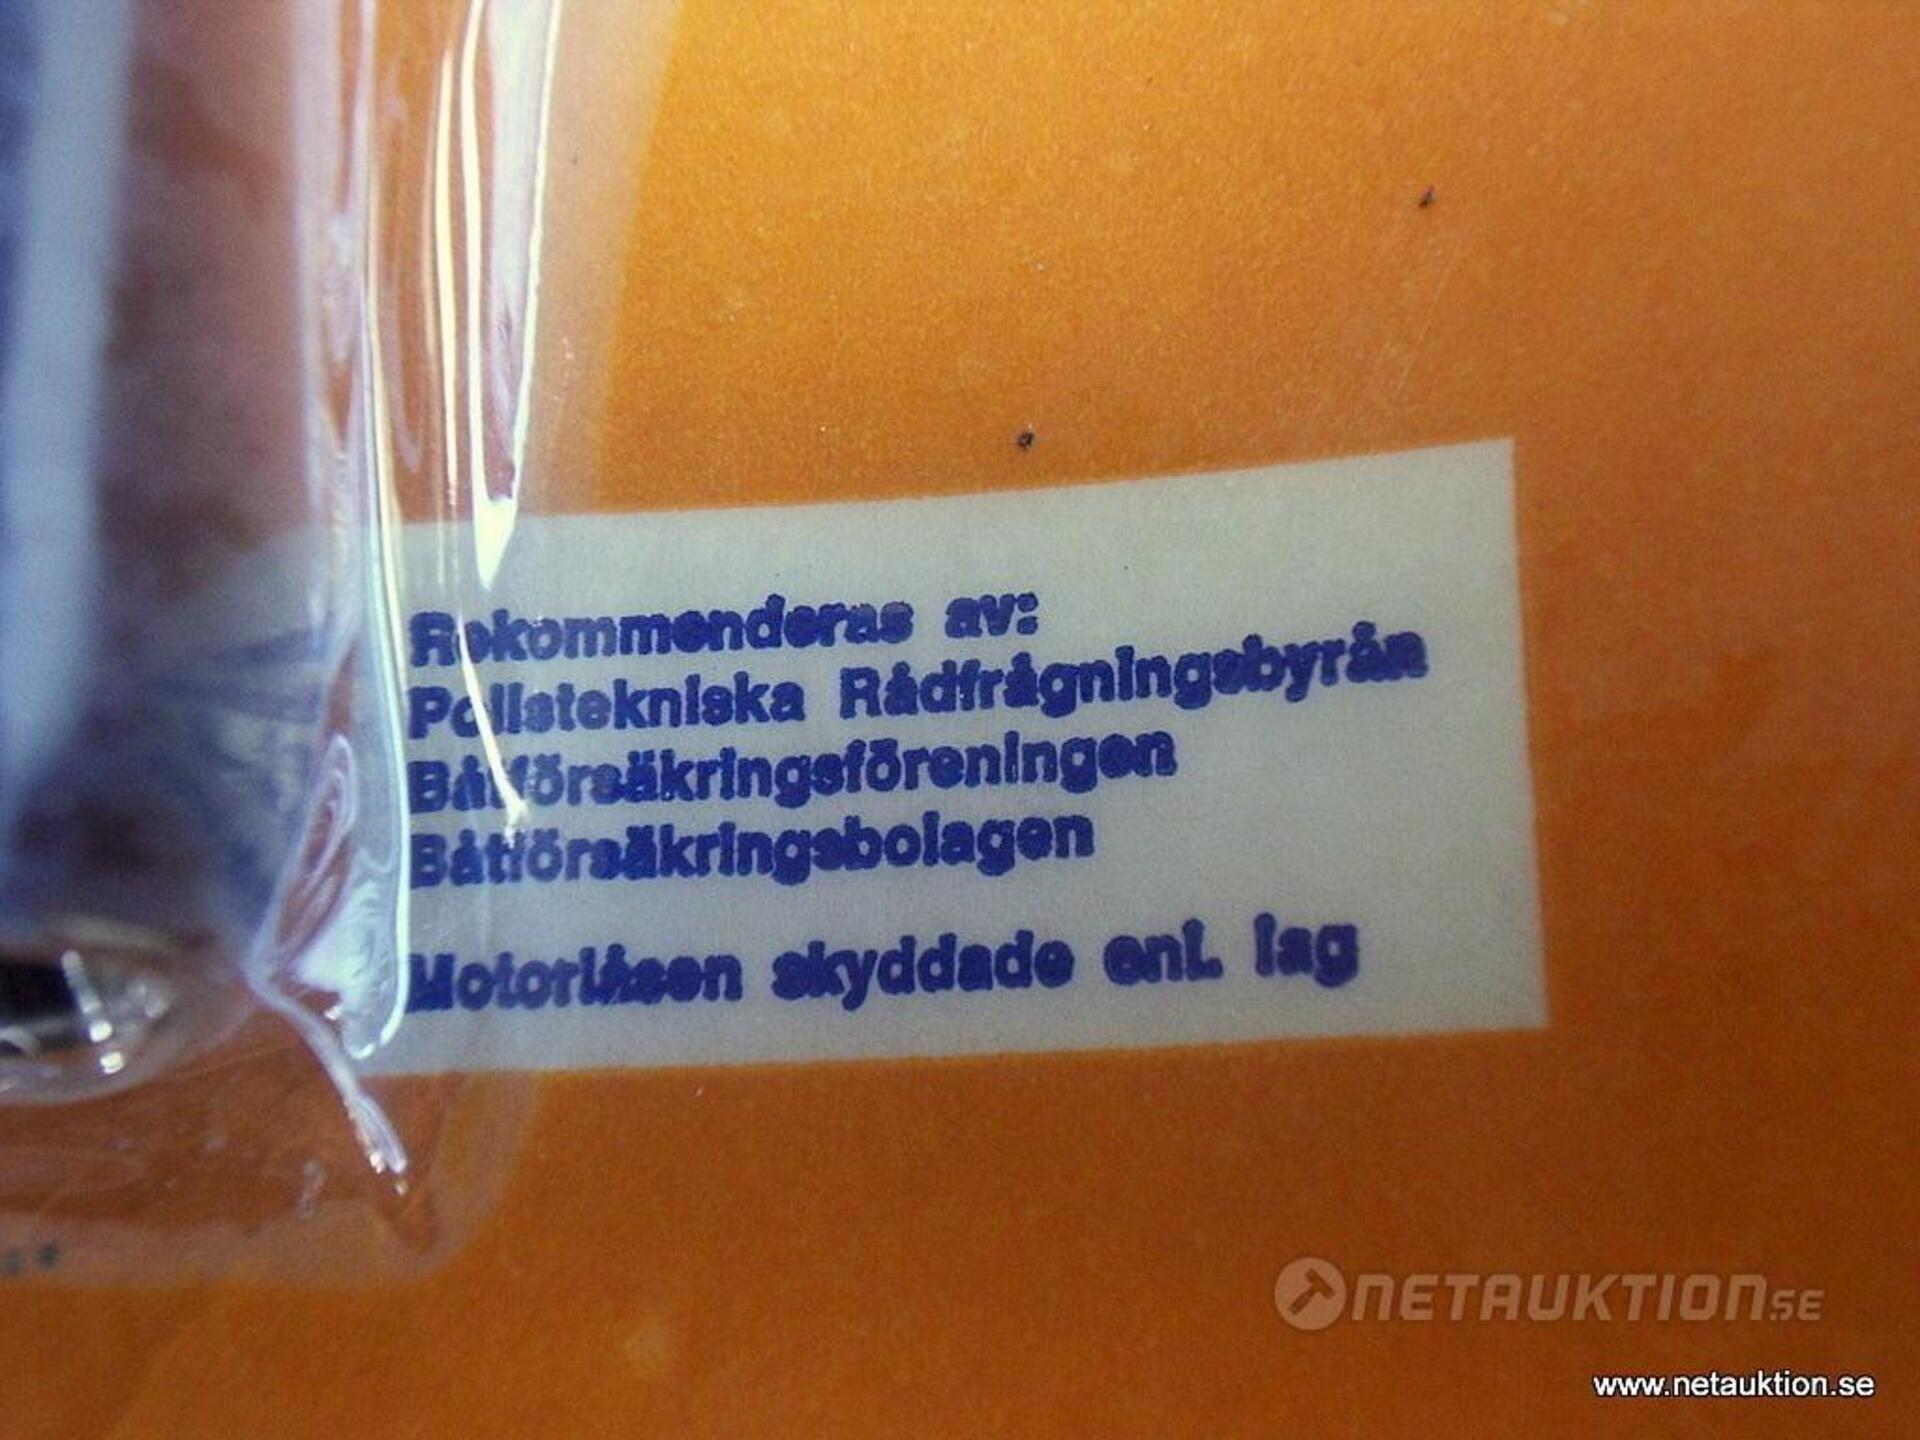 Rekommenderas av:
Polistekniska Rådfrågningsbyrån
Båtförsäkringsföreningen
Båtförsäkringsbolagen
Motorlåsen skyddade enl. lag
NETAUKTION.SE
www.netauktion.se